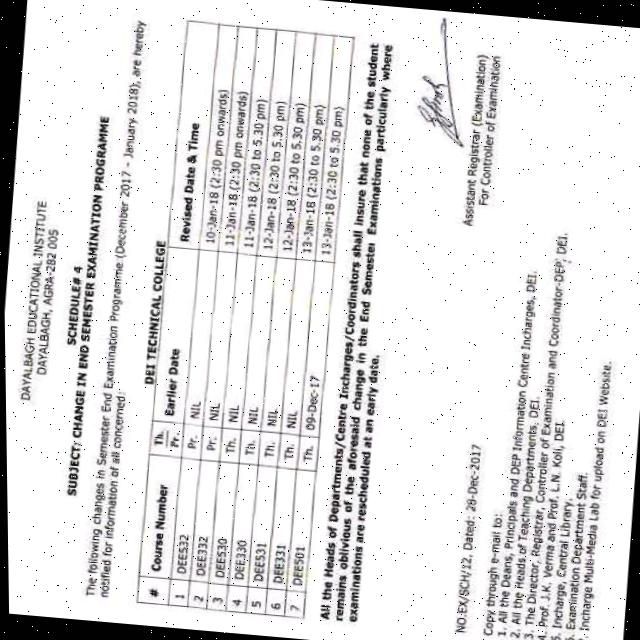 DAYALBAGH EDUCATIONAL INSTITUTE
DAYALBAGH, AGRA-282 005
SCHEDULE# 4
SUBJECT: CHANGE IN END SEMESTER EXAMINATION PROGRAMME
The following changes in Semester End Examination Programme (December 2017 - January 2018), are hereby
notified for information of all concerned:
DEI TECHNICAL COLLEGE
# Course Number Th. Pr. Earlier Date Revised Date & Time
1 DEE532 Pr. NIL 10-Jan-18 (2:30 pm onwards)
2 DEE332 Pr. NIL 11-Jan-18 (2:30 pm onwards)
3 DEE530 Th. NIL 11-Jan-18 (2:30 to 5.30 pm)
4 DEE330 Th. NIL 12-Jan-18 (2:30 to 5.30 pm)
5 DEE531 Th. NIL 12-Jan-18 (2:30 to 5.30 pm)
6 DEE331 Th. NIL 13-Jan-18 (2:30 to 5.30 pm)
7 DEE501 Th. 09-Dec-17 13-Jan-18 (2:30 to 5.30 pm)
All the Heads of Departments/Centre Incharges/Coordinators shall insure that none of the student
remains oblivious of the aforesaid change in the End Semester Examinations particularly where
examinations are rescheduled at an early date.
Assistant Registrar (Examination)
For Controller of Examination
NO:EX/SCH/12, Dated: 28-Dec-2017
Copy through e-mail to:
1. All the Deans, Principals and DEP Information Centre Incharges, DEI.
2. All the Heads of Teaching Departments, DEI.
3. The Director, Registrar, Controller of Examination and Coordinator-DEP, DEI.
Prof. J.K. Verma and Prof. L.N. Koli, DEI
5. Incharge, Central Library.
Examination Department Staff.
Incharge Multi-Media Lab for upload on DEI Website.